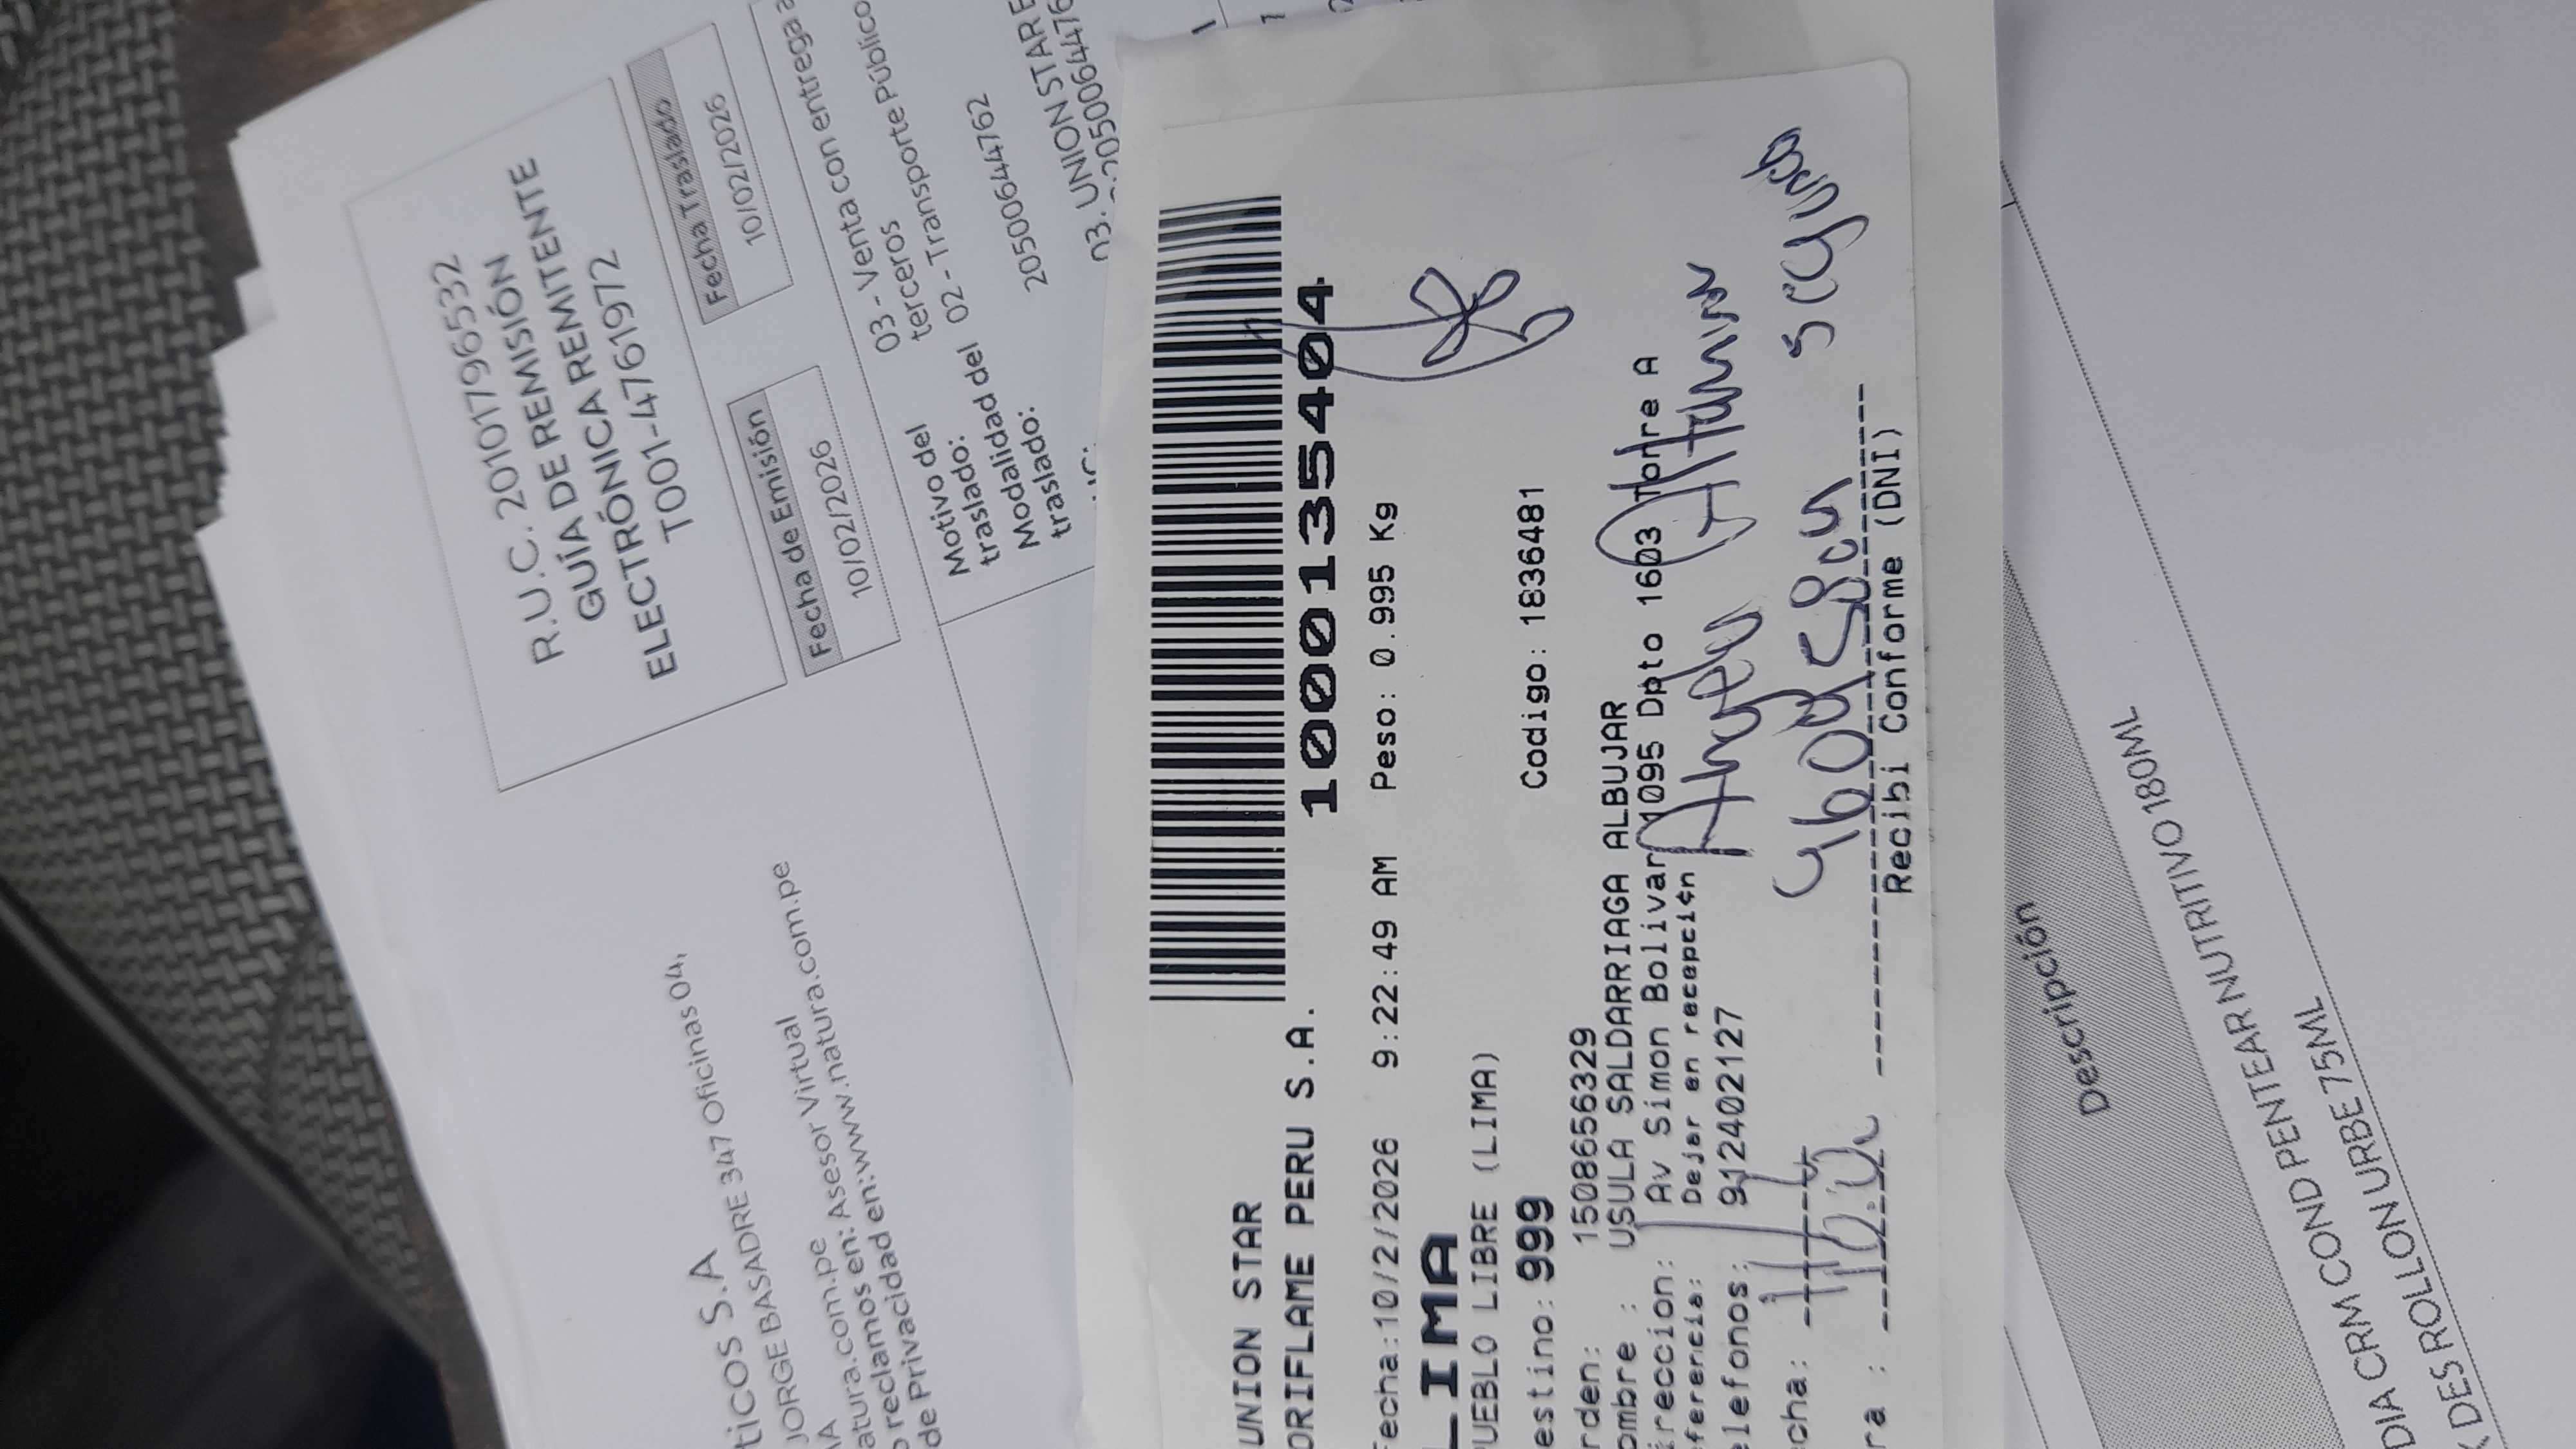 R.U.C. 20101796532
GUÍA DE REMISIÓN
ELECTRÓNICA REMITENTE
T001-4761972
Fecha de Emisión
10/02/2026
Fecha Traslado
10/02/2026
Motivo del traslado:
03 - Venta con entrega a terceros
Modalidad del traslado:
02 - Transporte Público
20500644762
UNION STAR
ticos S.A
JORGE BASADRE 347 Oficinas 04,
atura.com.pe
o reclamos en: Asesor Virtual
de Privacidad en: www.natura.com.pe
UNION STAR
ORIFLAME PERU S.A.
10001354404
Fecha:10/2/2026 9:22:49 AM Peso: 0.995 Kg
LIMA
PUEBLO LIBRE (LIMA)
estino: 999
Codigo: 1836481
rden: 1508656329
ombre : USULA SALDARRIAGA ALBUJAR
ireccion: Av Simon Bolivar 1095 Dpto 1603 Torre A
eferencia: Dejar en recepción
elefonos: 912402127
Angelu
cha:
ra :
Recibi Conforme (DNI)
Descripción
DIA CRM COND PENTEAR NUTRITIVO 180ML
DES ROLLON URBE 75ML